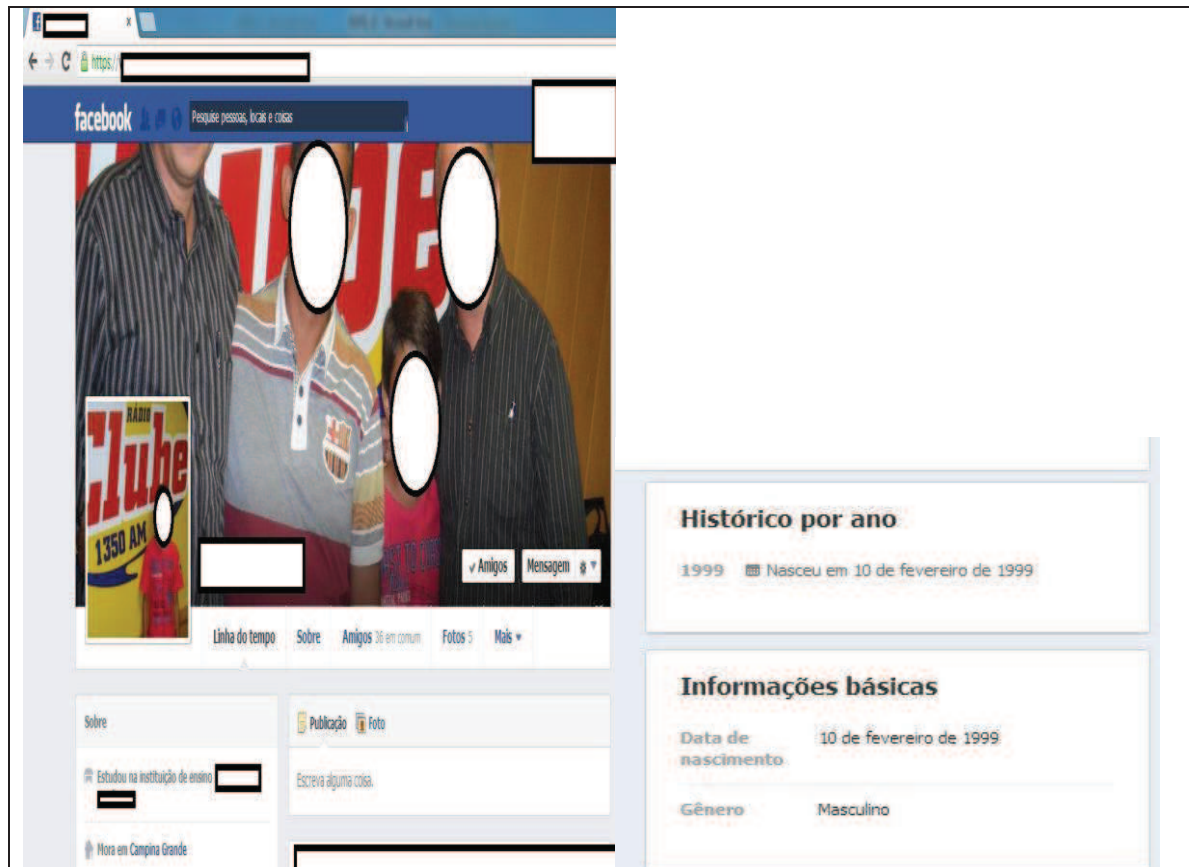 https://
facebook
Pesquise pessoas, locais e coisas
RÁDIO
Clube
1350 AM
Amigos
Mensagem
Linha do tempo
Sobre
Amigos 36 em comum
Fotos 5
Mais
Sobre
Publicação
Foto
Estudou na instituição de ensino
Escreva alguma coisa.
Mora em Campina Grande
Histórico por ano
1999 Nasceu em 10 de fevereiro de 1999
Informações básicas
Data de nascimento
10 de fevereiro de 1999
Gênero
Masculino